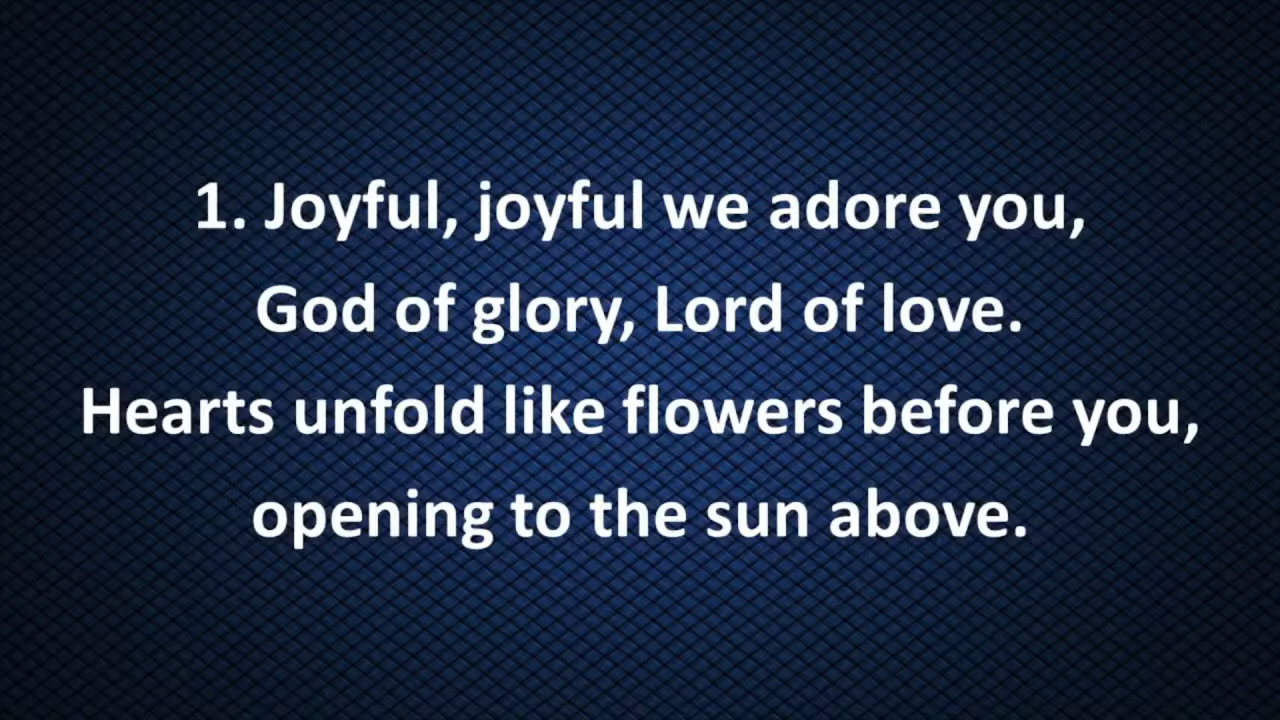 1. Joyful, joyful we adore you,
God of glory, Lord of love.
Hearts unfold like flowers before you,
opening to the sun above.